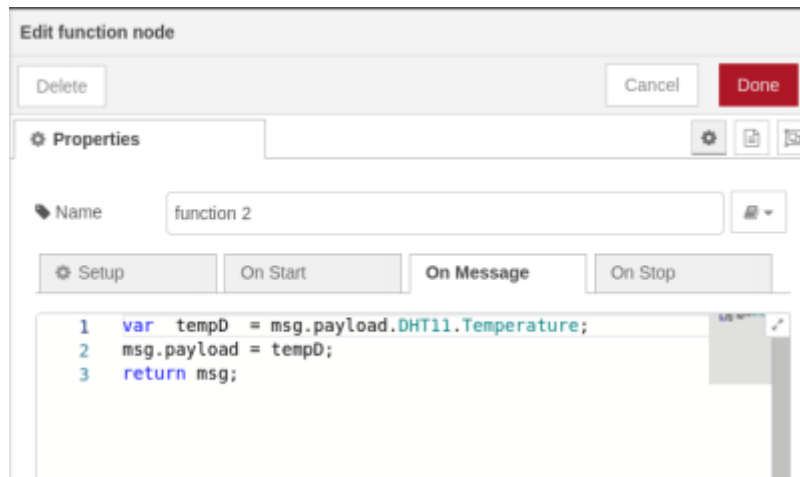 Edit function node
Delete Cancel Done
Properties
Name function 2
Setup On Start On Message On Stop
1 var  tempD  = msg.payload.DHT11.Temperature;
2 msg.payload = tempD;
3 return msg;